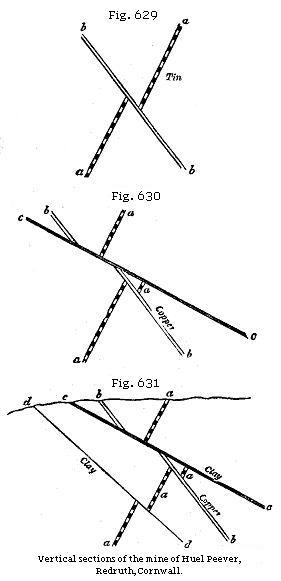 Fig. 629
b
a
Tin
a
b
Fig. 630
a
b
c
a
Copper
c
a
b
Fig. 631
d
c
b
a
Clay
Clay
a
a
Copper
c
a
d
b
Vertical sections of the mine of Huel Peever,
Redruth, Cornwall.